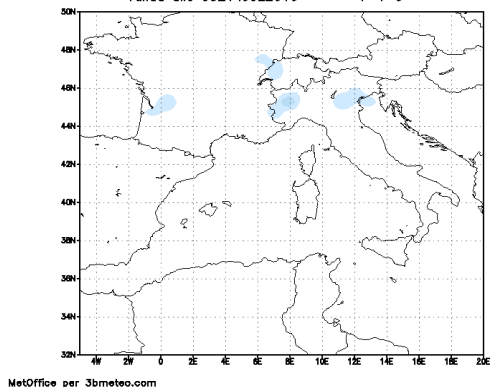 50N
48N
46N
44N
42N
40N
38N
36N
34N
32N
4W 2W 0 2E 4E 6E 8E 10E 12E 14E 16E 18E 20E
MetOffice per 3bmeteo.com